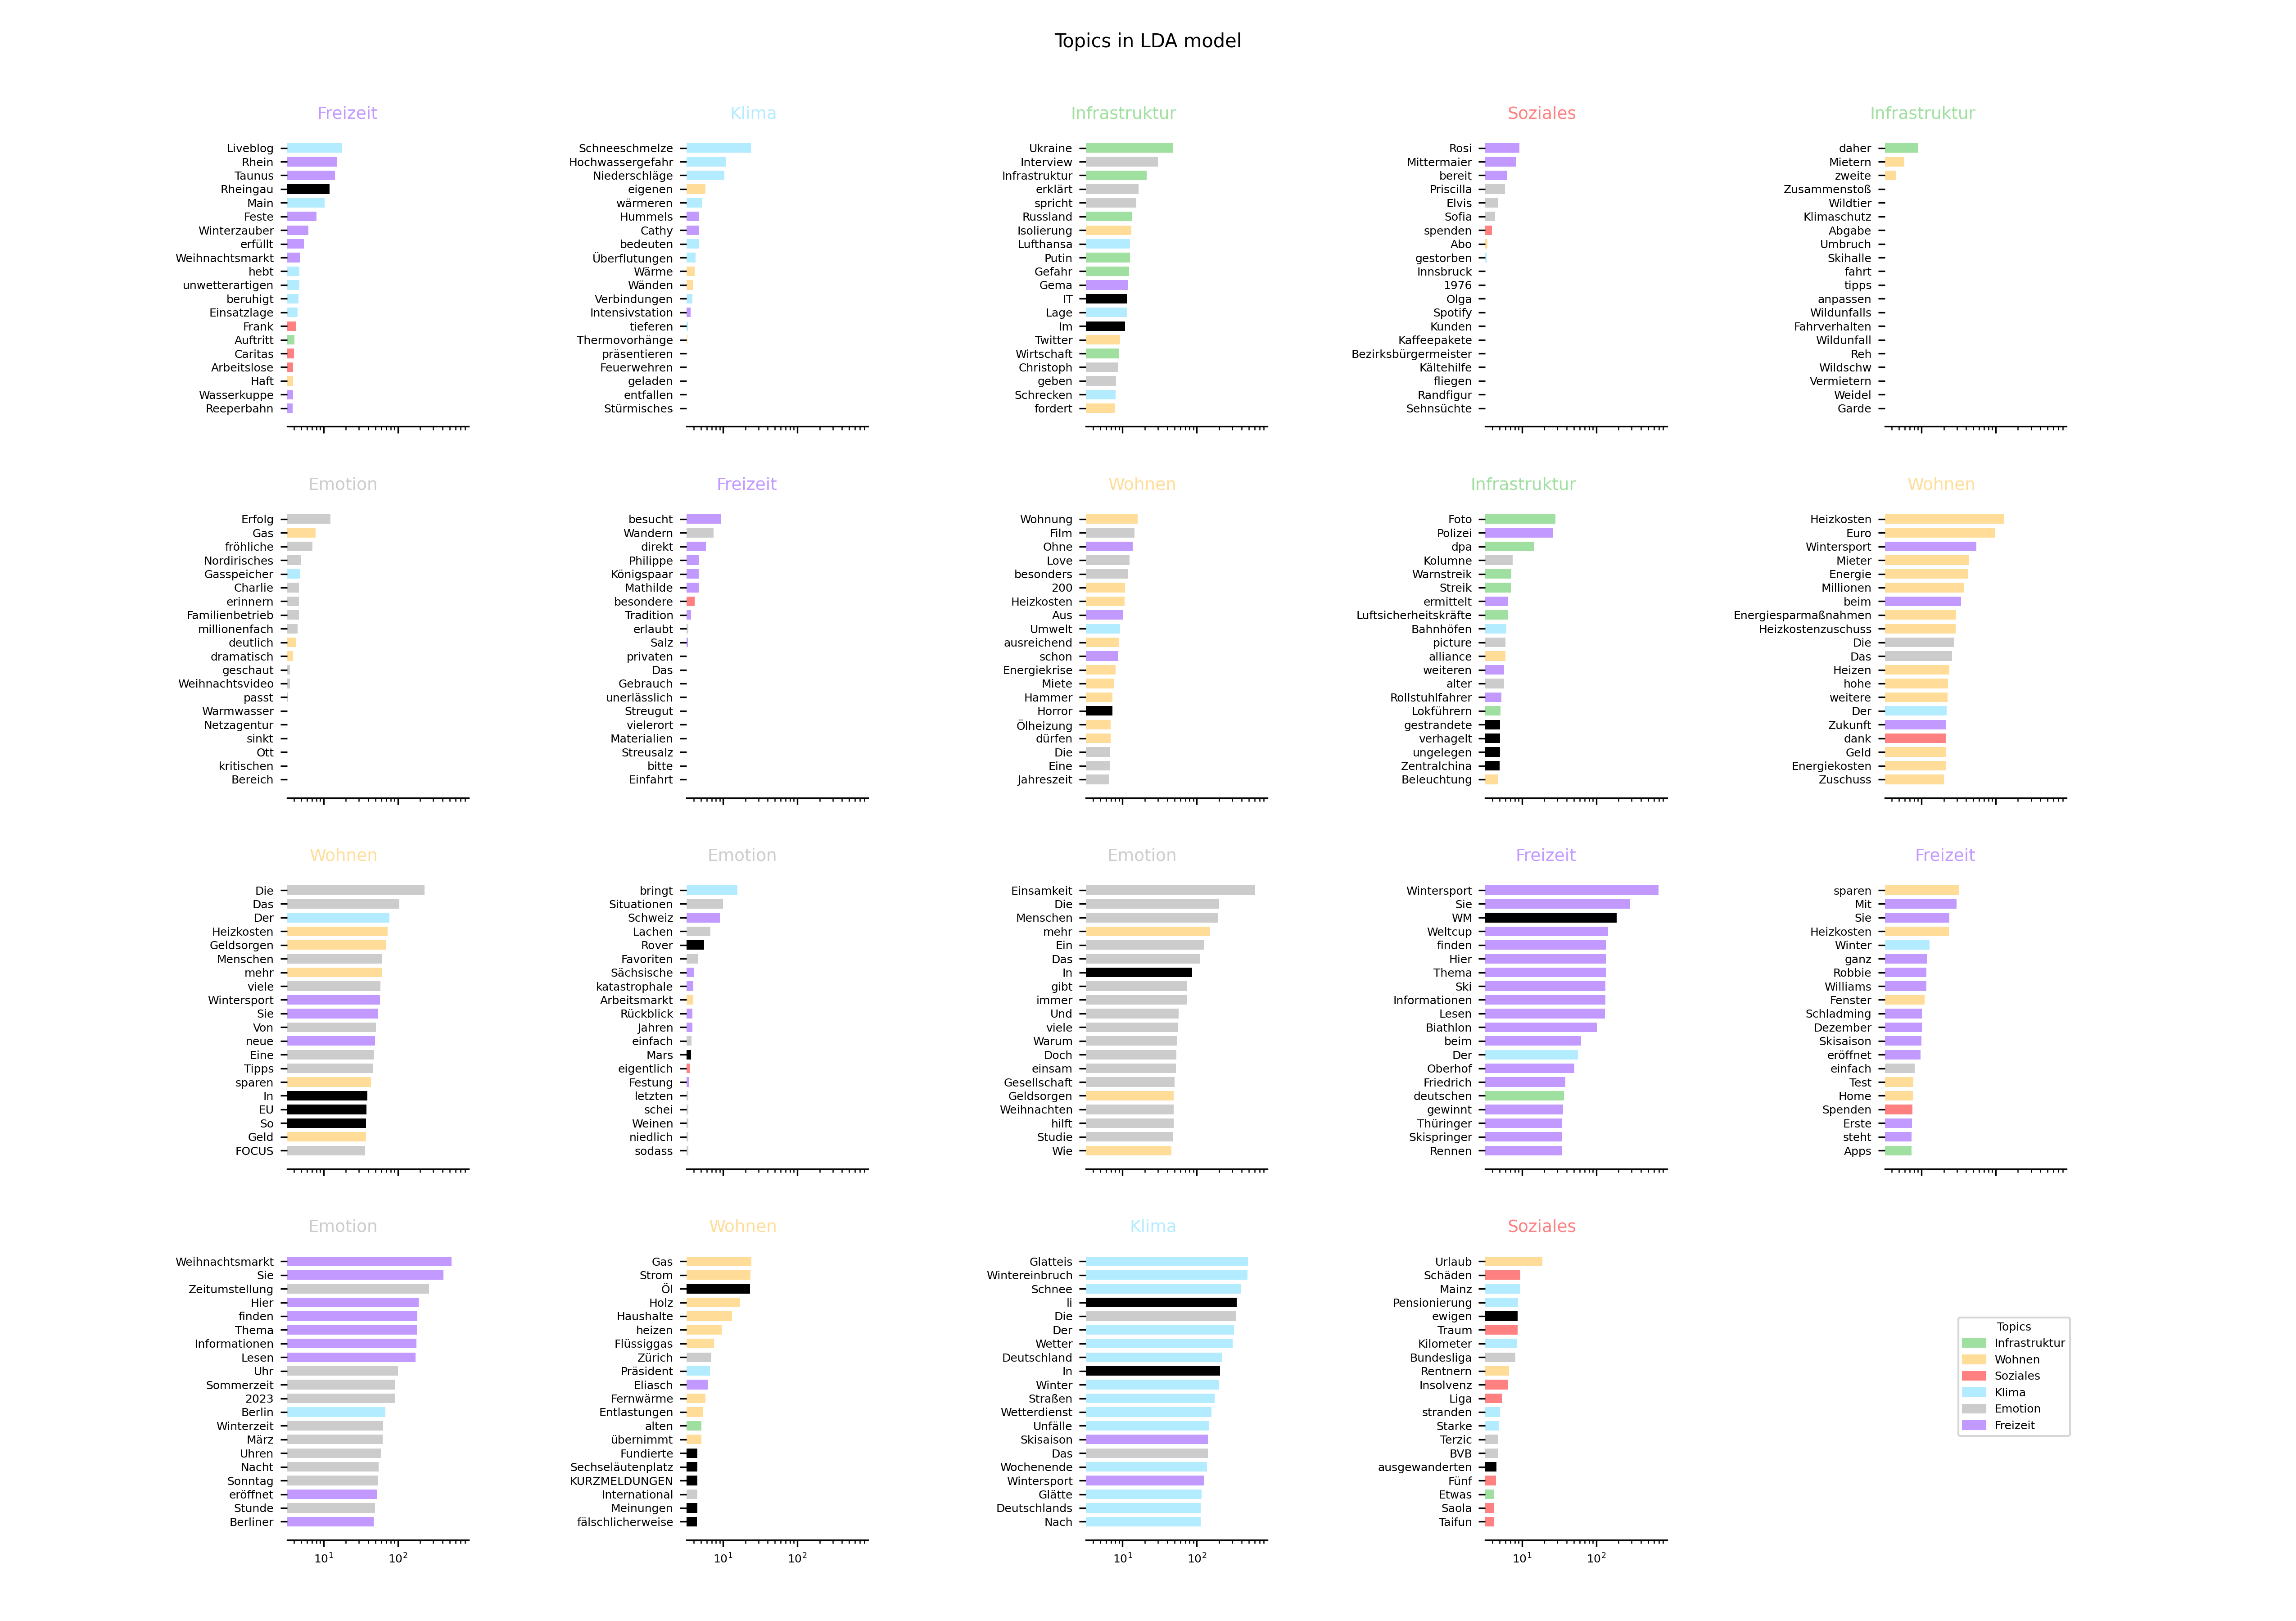 Topics in LDA model
Freizeit
Liveblog
Rhein
Taunus
Rheingau
Main
Feste
Winterzauber
erfüllt
Weihnachtsmarkt
hebt
unwetterartigen
beruhigt
Einsatzlage
Frank
Auftritt
Caritas
Arbeitslose
Haft
Wasserkuppe
Reeperbahn
Klima
Schneeschmelze
Hochwassergefahr
Niederschläge
eigenen
wärmeren
Hummels
Cathy
bedeuten
Überflutungen
Wärme
Wänden
Verbindungen
Intensivstation
tieferen
Thermovorhänge
präsentieren
Feuerwehren
geladen
entfallen
Stürmisches
Infrastruktur
Ukraine
Interview
Infrastruktur
erklärt
spricht
Russland
Isolierung
Lufthansa
Putin
Gefahr
Gema
IT
Lage
Im
Twitter
Wirtschaft
Christoph
geben
Schrecken
fordert
Soziales
Rosi
Mittermaier
bereit
Priscilla
Elvis
Sofia
spenden
Abo
gestorben
Innsbruck
1976
Olga
Spotify
Kunden
Kaffeepakete
Bezirksbürgermeister
Kältehilfe
fliegen
Randfigur
Sehnsüchte
Infrastruktur
daher
Mietern
zweite
Zusammenstoß
Wildtier
Klimaschutz
Abgabe
Umbruch
Skihalle
fahrt
tipps
anpassen
Wildunfalls
Fahrverhalten
Wildunfall
Reh
Wildschw
Vermietern
Weidel
Garde
Emotion
Erfolg
Gas
fröhliche
Nordirisches
Gasspeicher
Charlie
erinnern
Familienbetrieb
millionenfach
deutlich
dramatisch
geschaut
Weihnachtsvideo
passt
Warmwasser
Netzagentur
sinkt
Ott
kritischen
Bereich
Freizeit
besucht
Wandern
direkt
Philippe
Königspaar
Mathilde
besondere
Tradition
erlaubt
Salz
privaten
Das
Gebrauch
unerlässlich
Streugut
vielerort
Materialien
Streusalz
bitte
Einfahrt
Wohnen
Wohnung
Film
Ohne
Love
besonders
200
Heizkosten
Aus
Umwelt
ausreichend
schon
Energiekrise
Miete
Hammer
Horror
Ölheizung
dürfen
Die
Eine
Jahreszeit
Infrastruktur
Foto
Polizei
dpa
Kolumne
Warnstreik
Streik
ermittelt
Luftsicherheitskräfte
Bahnhöfen
picture
alliance
weiteren
alter
Rollstuhlfahrer
Lokführern
gestrandete
verhagelt
ungelegen
Zentralchina
Beleuchtung
Wohnen
Heizkosten
Euro
Wintersport
Mieter
Energie
Millionen
beim
Energiesparmaßnahmen
Heizkostenzuschuss
Die
Das
Heizen
hohe
weitere
Der
Zukunft
dank
Geld
Energiekosten
Zuschuss
Wohnen
Die
Das
Der
Heizkosten
Geldsorgen
Menschen
mehr
viele
Wintersport
Sie
Von
neue
Eine
Tipps
sparen
In
EU
So
Geld
FOCUS
Emotion
bringt
Situationen
Schweiz
Lachen
Rover
Favoriten
Sächsische
katastrophale
Arbeitsmarkt
Rückblick
Jahren
einfach
Mars
eigentlich
Festung
letzten
schei
Weinen
niedlich
sodass
Emotion
Einsamkeit
Die
Menschen
mehr
Ein
Das
In
gibt
immer
Und
viele
Warum
Doch
einsam
Gesellschaft
Geldsorgen
Weihnachten
hilft
Studie
Wie
Freizeit
Wintersport
Sie
WM
Weltcup
finden
Hier
Thema
Ski
Informationen
Lesen
Biathlon
beim
Der
Oberhof
Friedrich
deutschen
gewinnt
Thüringer
Skispringer
Rennen
Freizeit
sparen
Mit
Sie
Heizkosten
Winter
ganz
Robbie
Williams
Fenster
Schladming
Dezember
Skisaison
eröffnet
einfach
Test
Home
Spenden
Erste
steht
Apps
Emotion
Weihnachtsmarkt
Sie
Zeitumstellung
Hier
finden
Thema
Informationen
Lesen
Uhr
Sommerzeit
2023
Berlin
Winterzeit
März
Uhren
Nacht
Sonntag
eröffnet
Stunde
Berliner
10¹ 10²
Wohnen
Gas
Strom
Öl
Holz
Haushalte
heizen
Flüssiggas
Zürich
Präsident
Eliasch
Fernwärme
Entlastungen
alten
übernimmt
Fundierte
Sechseläutenplatz
KURZMELDUNGEN
International
Meinungen
fälschlicherweise
10¹ 10²
Klima
Glatteis
Wintereinbruch
Schnee
li
Die
Der
Wetter
Deutschland
In
Winter
Straßen
Wetterdienst
Unfälle
Skisaison
Das
Wochenende
Wintersport
Glätte
Deutschlands
Nach
10¹ 10²
Soziales
Urlaub
Schäden
Mainz
Pensionierung
ewigen
Traum
Kilometer
Bundesliga
Rentnern
Insolvenz
Liga
stranden
Starke
Terzic
BVB
ausgewanderten
Fünf
Etwas
Saola
Taifun
10¹ 10²
Topics
Infrastruktur
Wohnen
Soziales
Klima
Emotion
Freizeit